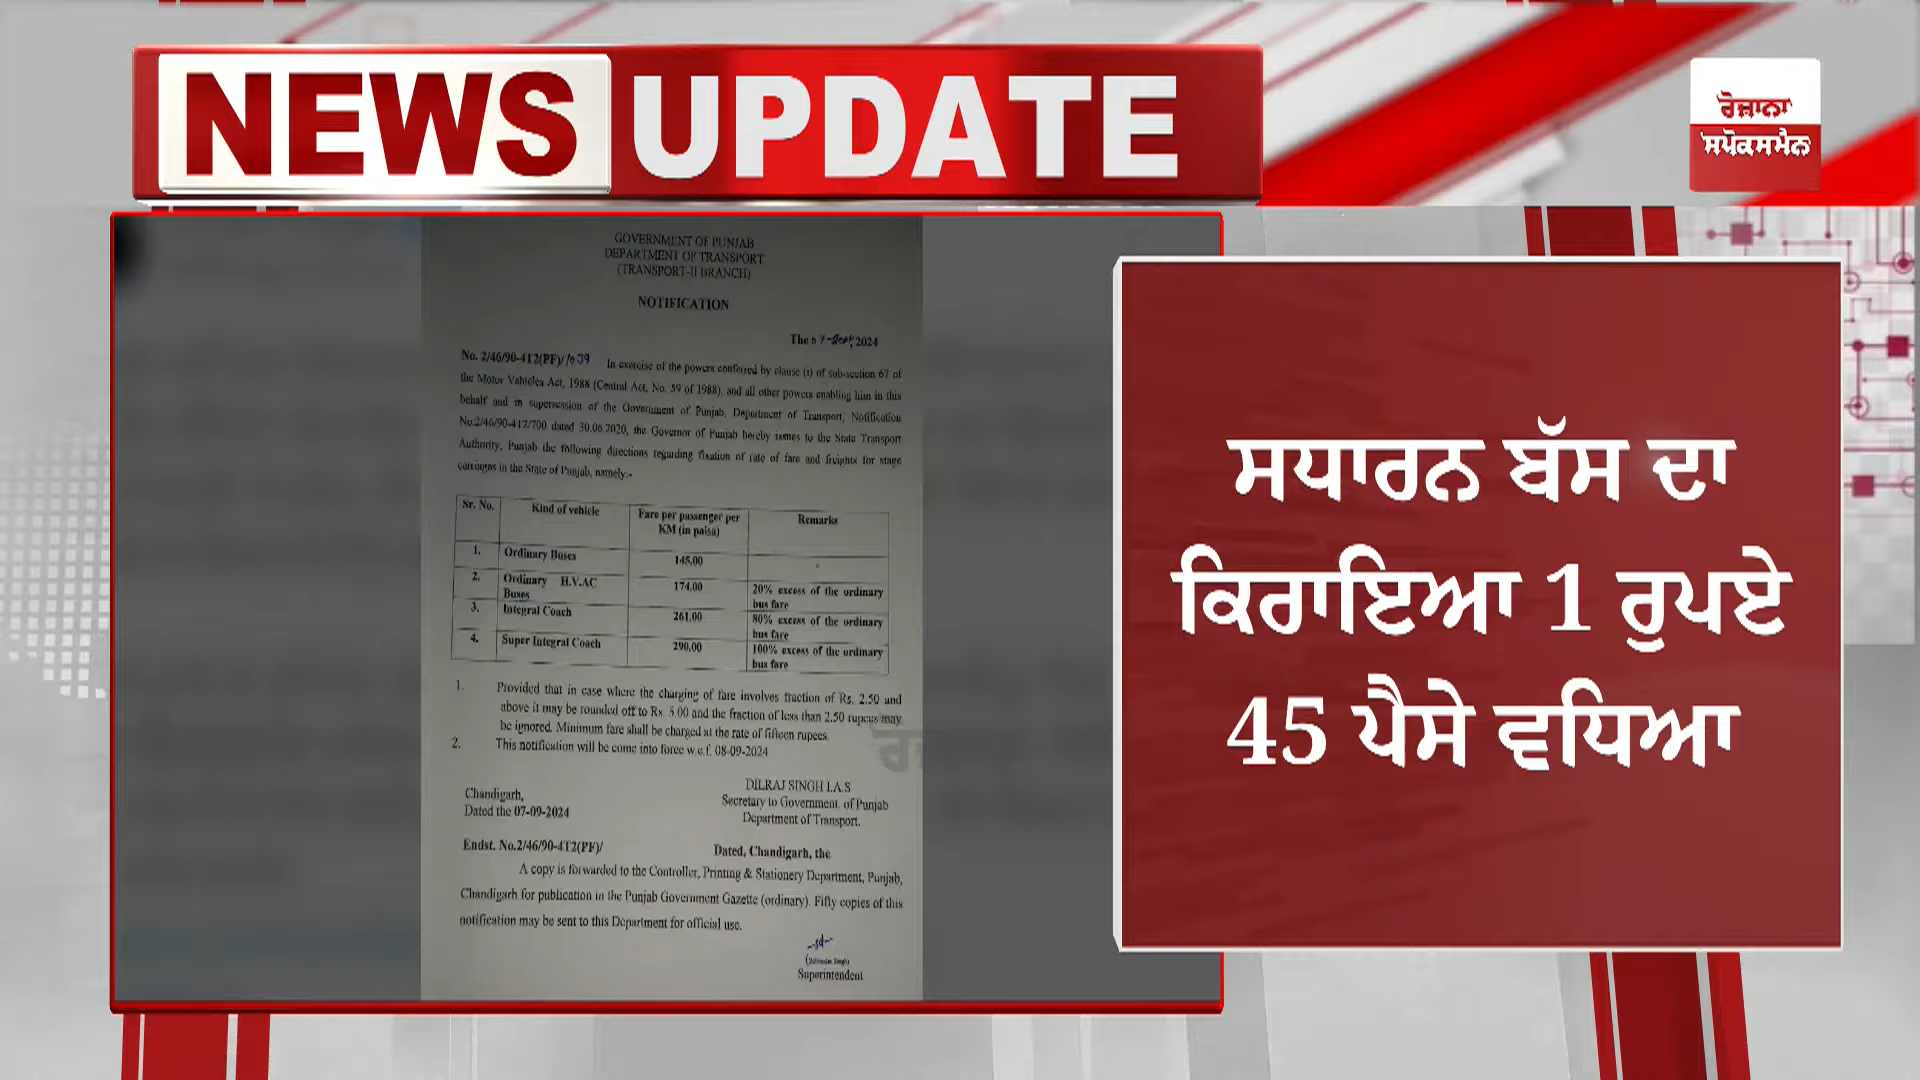 NEWS UPDATE
ਰੋਜ਼ਾਨਾ
ਸਪੋਕਸਮੈਨ
GOVERNMENT OF PUNJAB
DEPARTMENT OF TRANSPORT
(TRANSPORT-II BRANCH)
NOTIFICATION
The 07-Sept, 2024
No. 2/46/90-4T2(PF)/1039 In exercise of the powers conferred by clause (i) of sub-section 67 of
the Motor Vehicles Act, 1988 (Central Act, No. 59 of 1988), and all other powers enabling him in this
behalf and in supersession of the Government of Punjab, Department of Transport, Notification
No.2/46/90-4T2/700 dated 30.06.2020, the Governor of Punjab hereby issues to the State Transport
Authority, Punjab the following directions regarding fixation of rate of fare and freights for stage
carriages in the State of Punjab, namely:-
Sr. No. Kind of vehicle Fare per passenger per KM (in paisa) Remarks
1. Ordinary Buses 145.00
2. Ordinary H.V.AC Buses 174.00 20% excess of the ordinary bus fare
3. Integral Coach 261.00 80% excess of the ordinary bus fare
4. Super Integral Coach 290.00 100% excess of the ordinary bus fare
1. Provided that in case where the charging of fare involves fraction of Rs. 2.50 and
above it may be rounded off to Rs. 5.00 and the fraction of less than 2.50 rupees may
be ignored. Minimum fare shall be charged at the rate of fifteen rupees.
2. This notification will be come into force w.e.f. 08-09-2024
DILRAJ SINGH I.A.S
Secretary to Government. of Punjab
Department of Transport.
Chandigarh,
Dated the 07-09-2024
Endst. No.2/46/90-4T2(PF)/ Dated, Chandigarh, the
A copy is forwarded to the Controller, Printing & Stationery Department, Punjab,
Chandigarh for publication in the Punjab Government Gazette (ordinary). Fifty copies of this
notification may be sent to this Department for official use.
-sd-
Superintendent
ਸਧਾਰਨ ਬੱਸ ਦਾ
ਕਿਰਾਇਆ 1 ਰੁਪਏ
45 ਪੈਸੇ ਵਧਿਆ